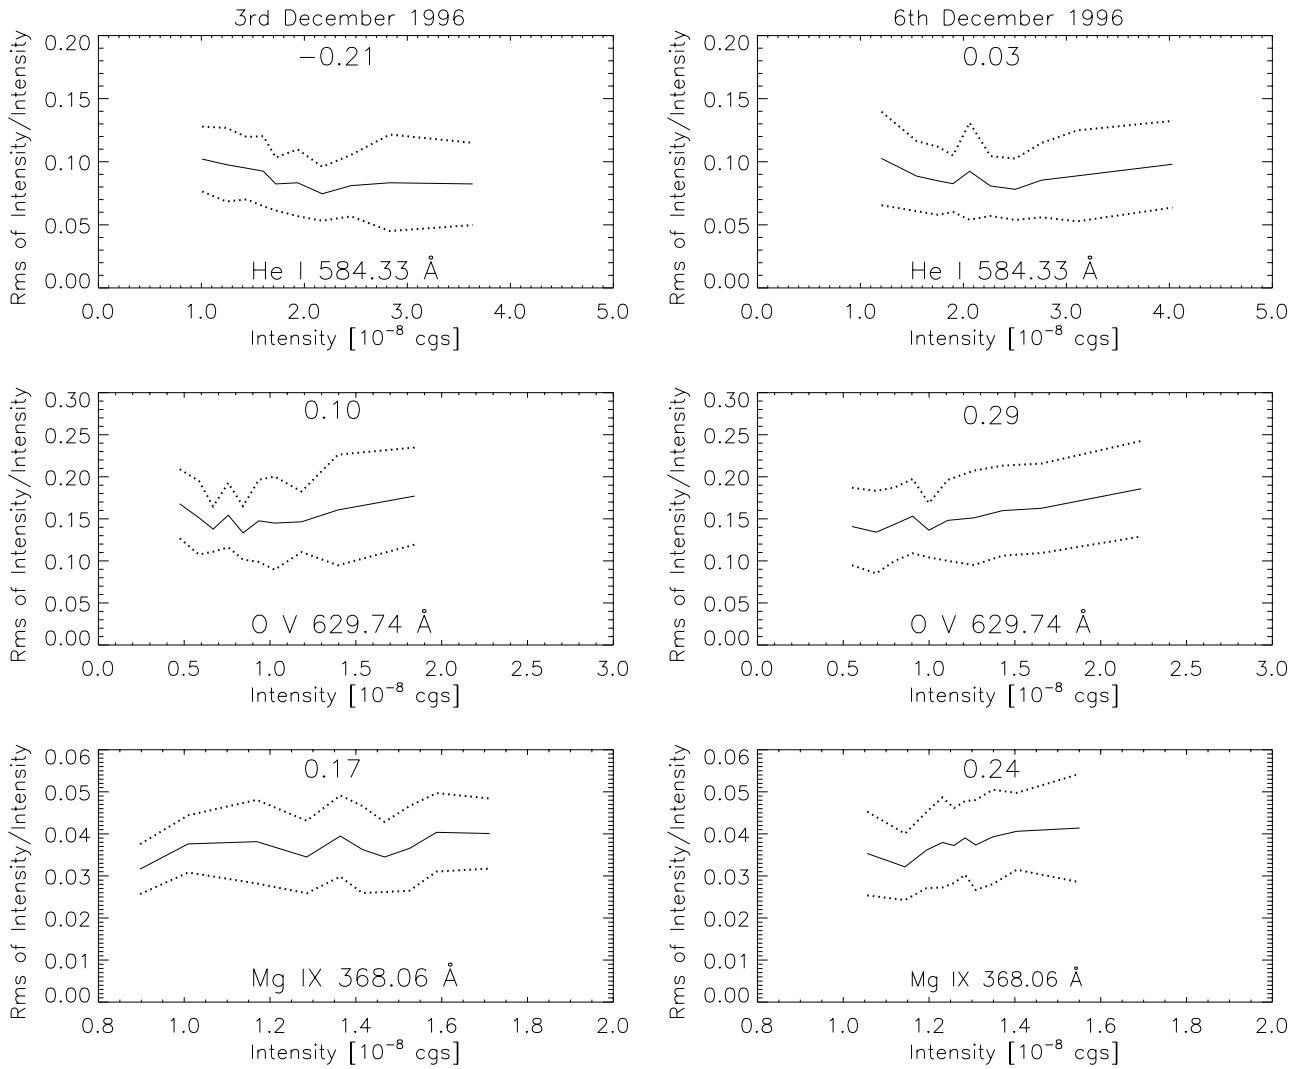 3rd December 1996
Rms of Intensity/Intensity
0.20
0.15
0.10
0.05
0.00
-0.21
He I 584.33 Å
0.0 1.0 2.0 3.0 4.0 5.0
Intensity [10⁻⁸ cgs]
6th December 1996
Rms of Intensity/Intensity
0.20
0.15
0.10
0.05
0.00
0.03
He I 584.33 Å
0.0 1.0 2.0 3.0 4.0 5.0
Intensity [10⁻⁸ cgs]
Rms of Intensity/Intensity
0.30
0.25
0.20
0.15
0.10
0.05
0.00
0.10
O V 629.74 Å
0.0 0.5 1.0 1.5 2.0 2.5 3.0
Intensity [10⁻⁸ cgs]
Rms of Intensity/Intensity
0.30
0.25
0.20
0.15
0.10
0.05
0.00
0.29
O V 629.74 Å
0.0 0.5 1.0 1.5 2.0 2.5 3.0
Intensity [10⁻⁸ cgs]
Rms of Intensity/Intensity
0.06
0.05
0.04
0.03
0.02
0.01
0.00
0.17
Mg IX 368.06 Å
0.8 1.0 1.2 1.4 1.6 1.8 2.0
Intensity [10⁻⁸ cgs]
Rms of Intensity/Intensity
0.06
0.05
0.04
0.03
0.02
0.01
0.00
0.24
Mg IX 368.06 Å
0.8 1.0 1.2 1.4 1.6 1.8 2.0
Intensity [10⁻⁸ cgs]